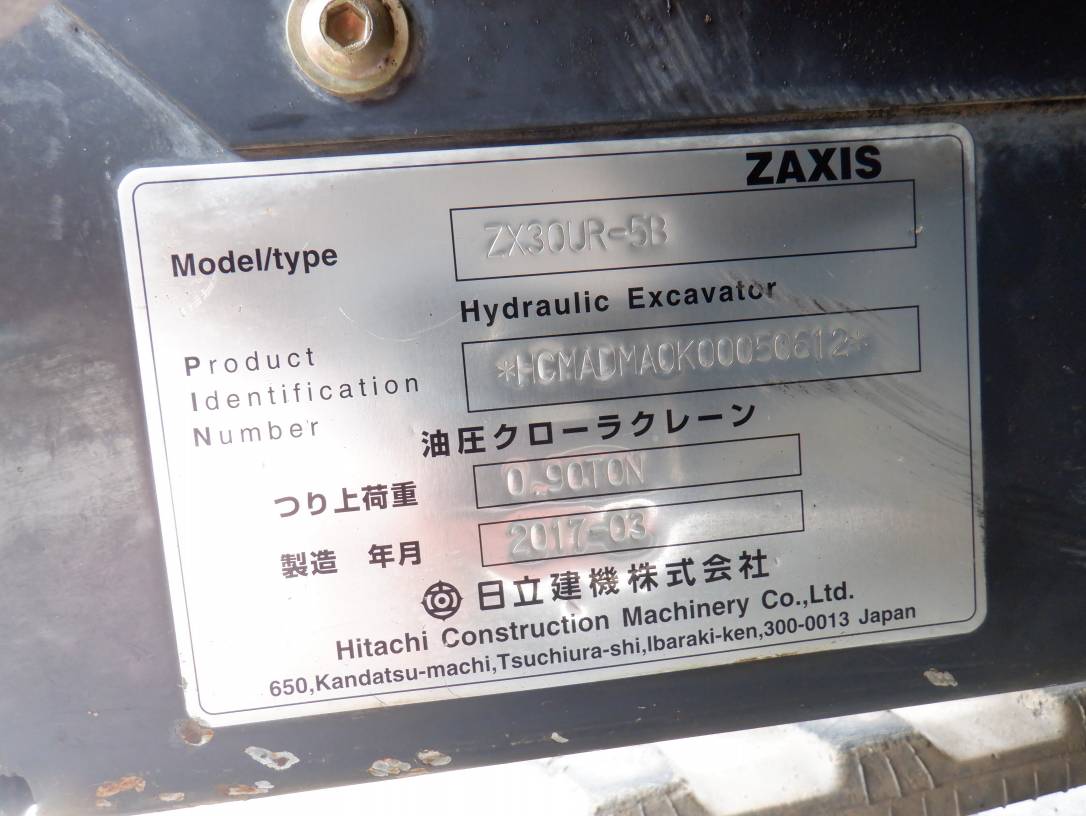 ZAXIS
Model/type ZX30UR-5B
Hydraulic Excavator
Product
Identification
Number
*HCMADMA0K00050612*
油圧クローラクレーン
つり上荷重 0.90TON
製造 年月 2017-03
日立建機株式会社
Hitachi Construction Machinery Co.,Ltd.
650,Kandatsu-machi,Tsuchiura-shi,Ibaraki-ken,300-0013 Japan